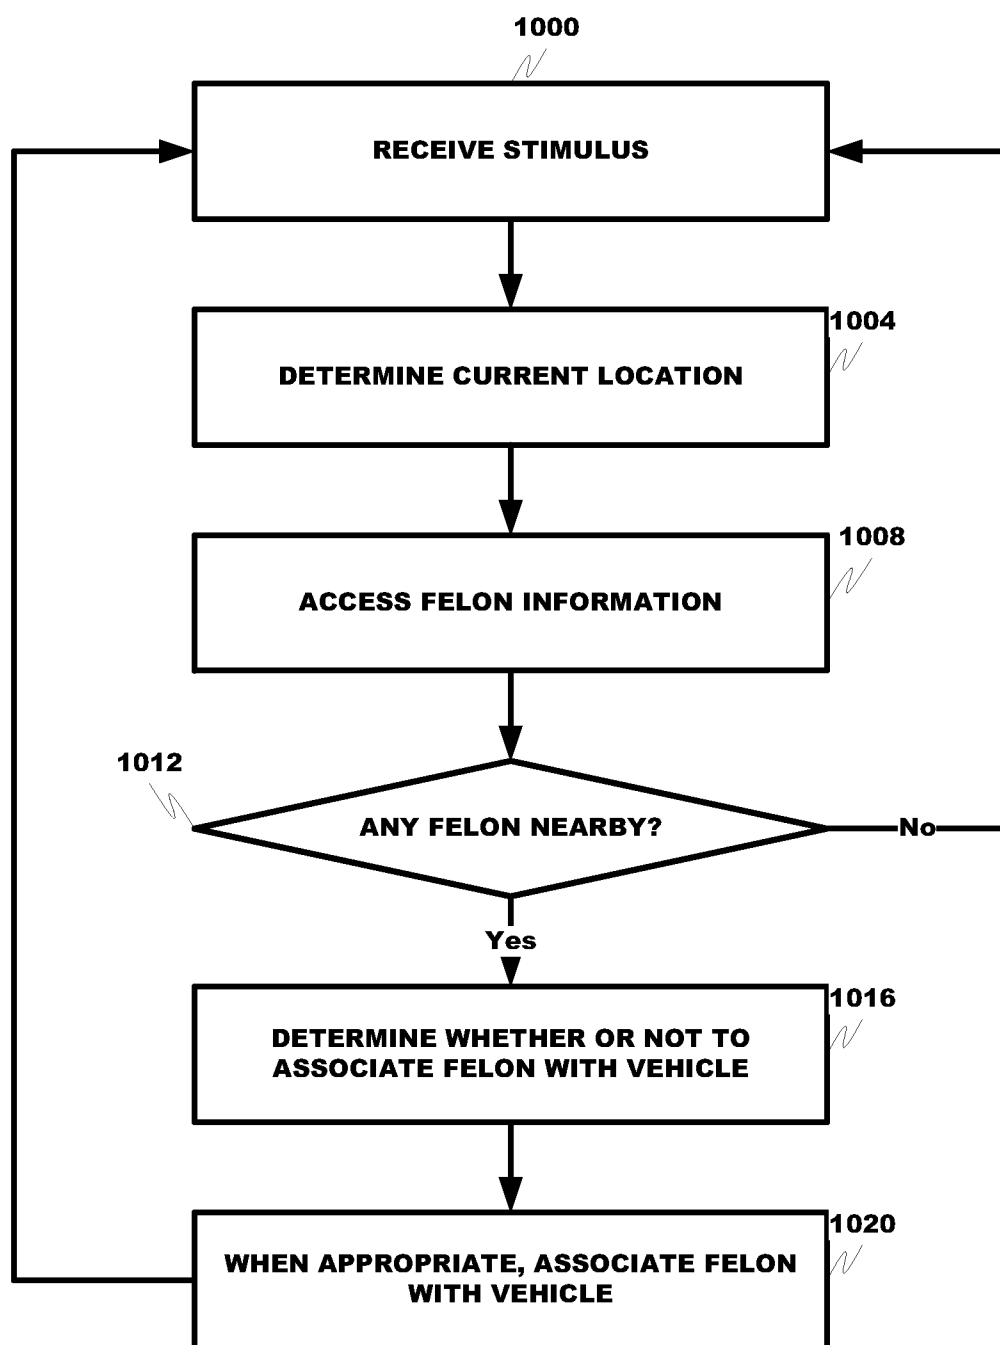 1000
RECEIVE STIMULUS
1004
DETERMINE CURRENT LOCATION
1008
ACCESS FELON INFORMATION
1012
ANY FELON NEARBY?
No
Yes
1016
DETERMINE WHETHER OR NOT TO
ASSOCIATE FELON WITH VEHICLE
1020
WHEN APPROPRIATE, ASSOCIATE FELON
WITH VEHICLE